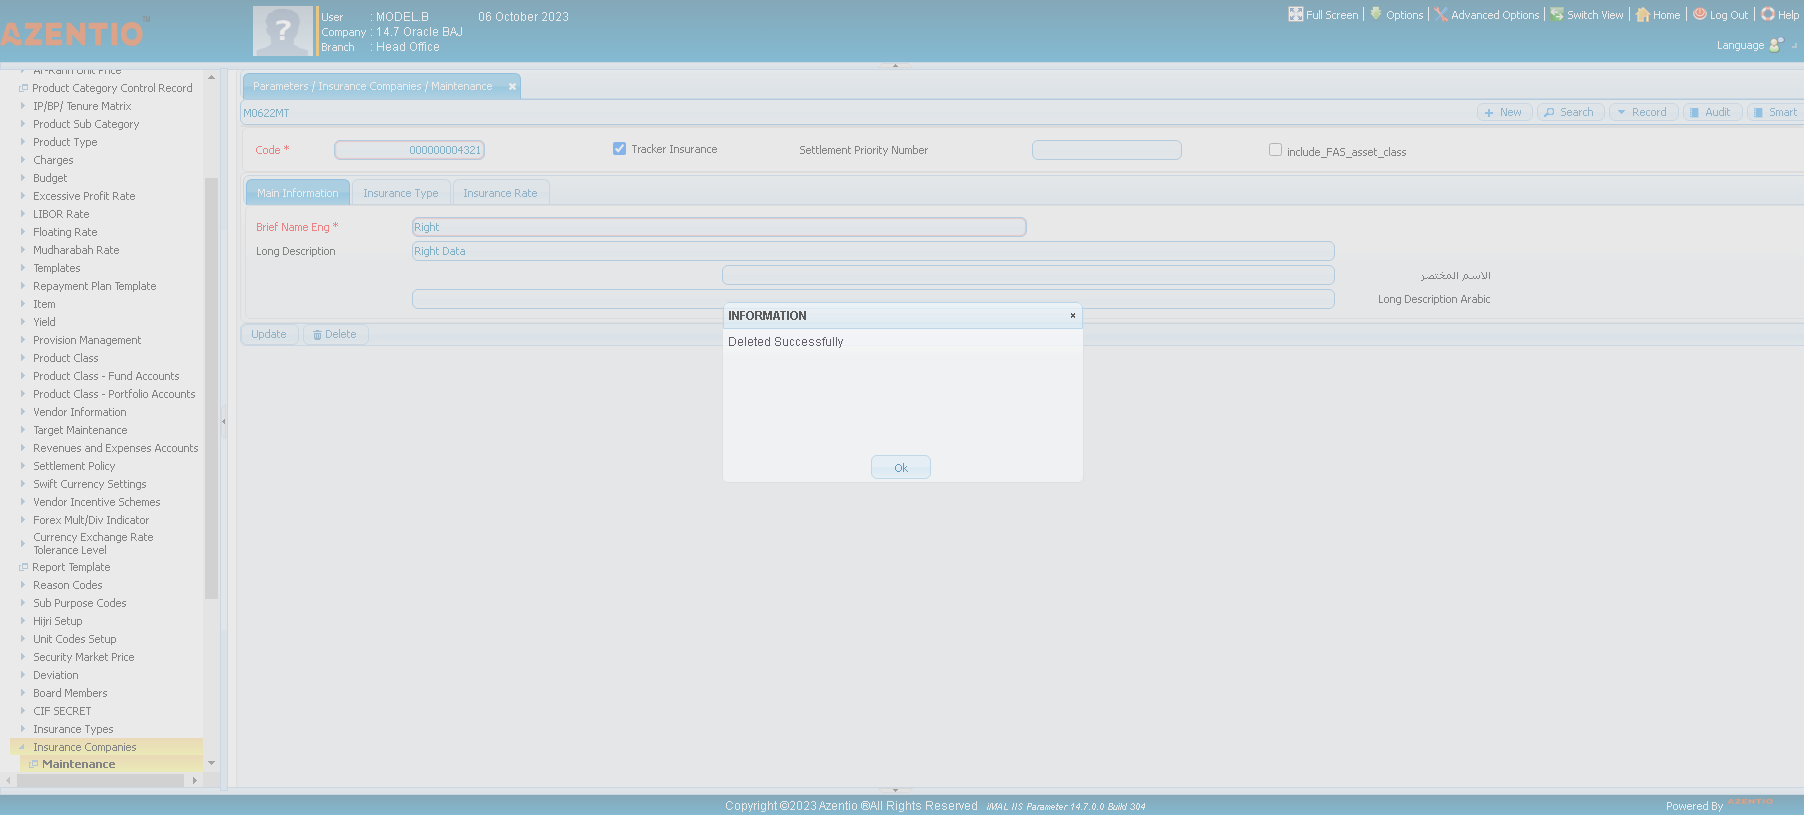 AZENTIO
TM
User : MODEL.B 06 October 2023
Company : 14.7 Oracle BAJ
Branch : Head Office
Full Screen Options Advanced Options Switch View Home Log Out Help
Language
Ar-Rahn Unit Price
Product Category Control Record
IP/BP/ Tenure Matrix
Product Sub Category
Product Type
Charges
Budget
Excessive Profit Rate
LIBOR Rate
Floating Rate
Mudharabah Rate
Templates
Repayment Plan Template
Item
Yield
Provision Management
Product Class
Product Class - Fund Accounts
Product Class - Portfolio Accounts
Vendor Information
Target Maintenance
Revenues and Expenses Accounts
Settlement Policy
Swift Currency Settings
Vendor Incentive Schemes
Forex Mult/Div Indicator
Currency Exchange Rate
Tolerance Level
Report Template
Reason Codes
Sub Purpose Codes
Hijri Setup
Unit Codes Setup
Security Market Price
Deviation
Board Members
CIF SECRET
Insurance Types
Insurance Companies
Maintenance
Parameters / Insurance Companies / Maintenance
M0622MT
New Search Record Audit Smart
Code * 000000004321 Tracker Insurance Settlement Priority Number include_FAS_asset_class
Main Information Insurance Type Insurance Rate
Brief Name Eng * Right
Long Description Right Data
الاسم المختصر
Long Description Arabic
Update Delete
INFORMATION
Deleted Successfully
Ok
Copyright ©2023 Azentio ®All Rights Reserved iMAL IIS Parameter 14.7.0.0 Build 304
Powered By AZENTIO